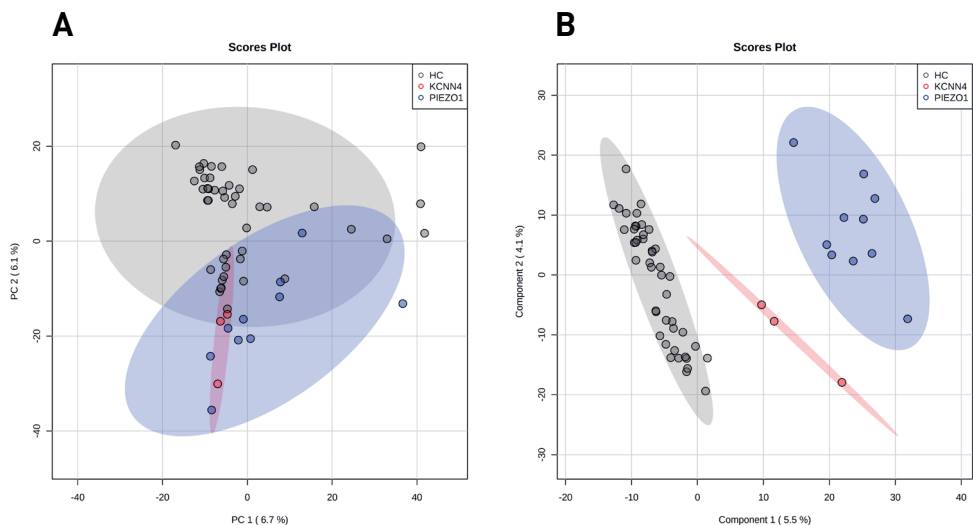 A
Scores Plot
HC
KCNN4
PIEZO1
20
0
-20
-40
PC 2 ( 6.1 %)
-40
-20
0
20
40
PC 1 ( 6.7 %)
B
Scores Plot
HC
KCNN4
PIEZO1
30
20
10
0
-10
-20
-30
Component 2 ( 4.1 %)
-20
-10
0
10
20
30
40
Component 1 ( 5.5 %)